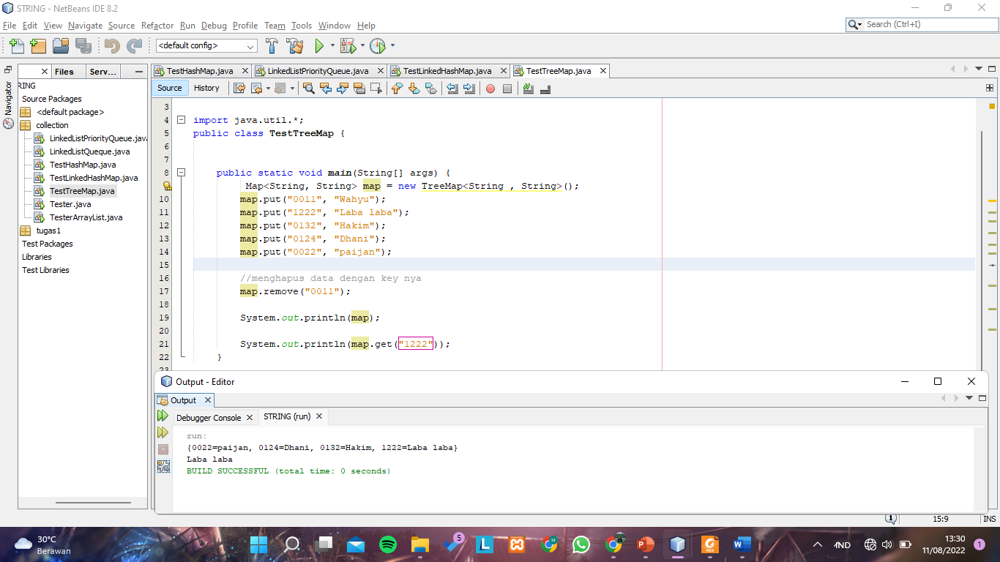 STRING - NetBeans IDE 8.2
File Edit View Navigate Source Refactor Run Debug Profile Team Tools Window Help
Search (Ctrl+I)
<default config>
Files Serv...
TestHashMap.java LinkedListPriorityQueue.java TestLinkedHashMap.java TestTreeMap.java
Source History
Navigator
RING
Source Packages
<default package>
collection
LinkedListPriorityQueue.java
LinkedListQueque.java
TestHashMap.java
TestLinkedHashMap.java
TestTreeMap.java
Tester.java
TesterArrayList.java
tugas1
Test Packages
Libraries
Test Libraries
3
4 import java.util.*;
5 public class TestTreeMap {
6
7
8 public static void main(String[] args) {
Map<String, String> map = new TreeMap<String , String>();
10 map.put("0011", "Wahyu");
11 map.put("1222", "Laba laba");
12 map.put("0132", "Hakim");
13 map.put("0124", "Dhani");
14 map.put("0022", "paijan");
15
16 //menghapus data dengan key nya
17 map.remove("0011");
18
19 System.out.println(map);
20
21 System.out.println(map.get("1222"));
22 }
23
Output - Editor
Output
Debugger Console STRING (run)
run:
{0022=paijan, 0124=Dhani, 0132=Hakim, 1222=Laba laba}
Laba laba
BUILD SUCCESSFUL (total time: 0 seconds)
1 15:9 INS
30°C
Berawan
5
IND
13:30
11/08/2022
1